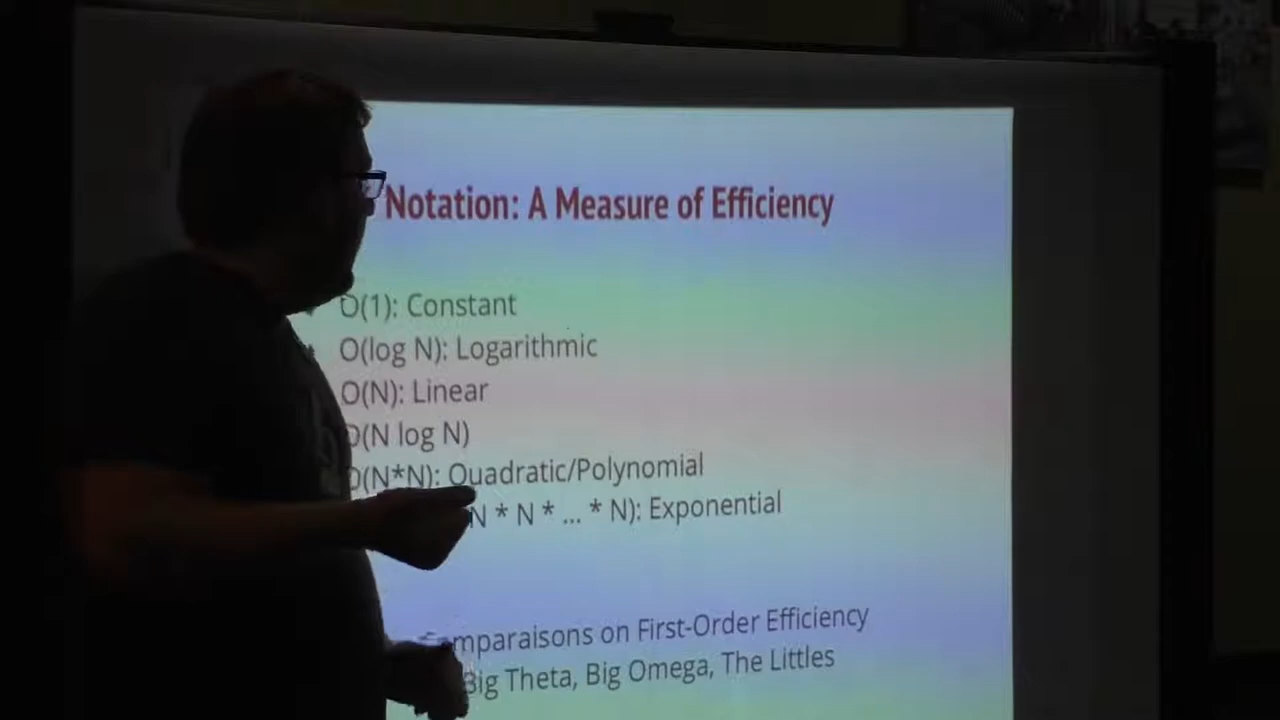 Notation: A Measure of Efficiency
O(1): Constant
O(log N): Logarithmic
O(N): Linear
O(N log N)
O(N*N): Quadratic/Polynomial
N * N * ... * N): Exponential
Comparaisons on First-Order Efficiency
Big Theta, Big Omega, The Littles